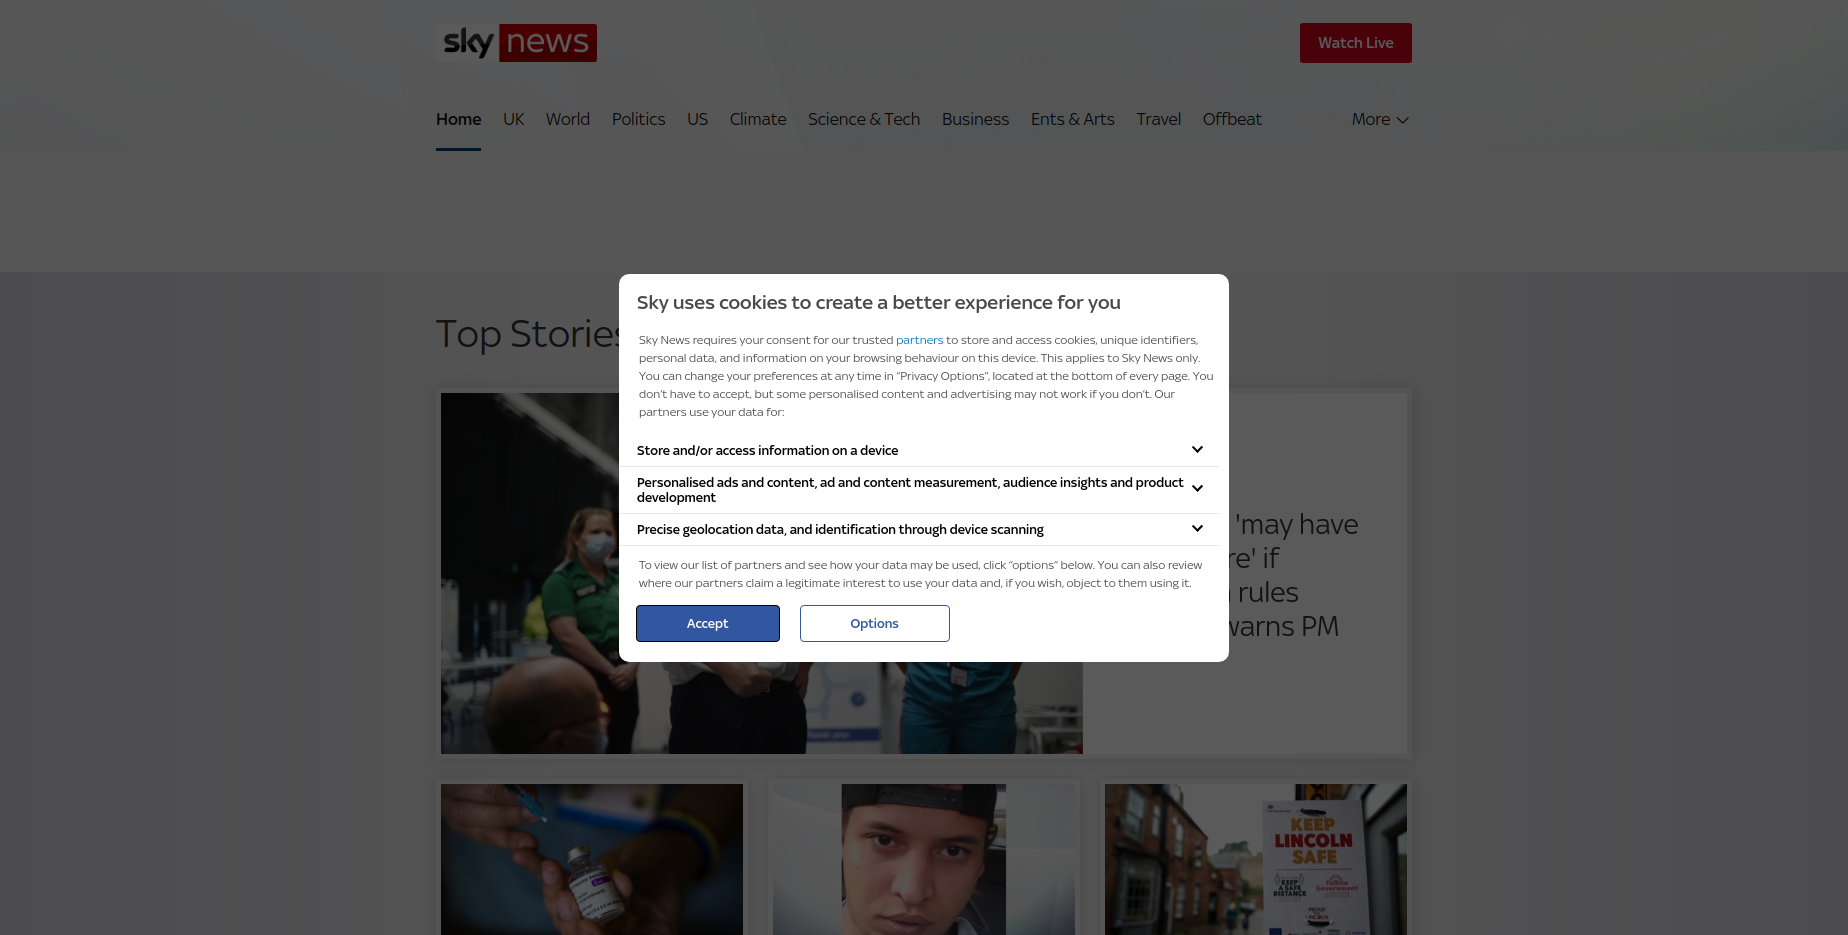 sky news
Watch Live
Home UK World Politics US Climate Science & Tech Business Ents & Arts Travel Offbeat More
Top Stories
Sky uses cookies to create a better experience for you
Sky News requires your consent for our trusted partners to store and access cookies, unique identifiers,
personal data, and information on your browsing behaviour on this device. This applies to Sky News only.
You can change your preferences at any time in "Privacy Options", located at the bottom of every page. You
don't have to accept, but some personalised content and advertising may not work if you don't. Our
partners use your data for:
Store and/or access information on a device
Personalised ads and content, ad and content measurement, audience insights and product
development
Precise geolocation data, and identification through device scanning
To view our list of partners and see how your data may be used, click "options" below. You can also review
where our partners claim a legitimate interest to use your data and, if you wish, object to them using it.
Accept Options
'may have
if
rules
warns PM
thank you
KEEP
LINCOLN
SAFE
KEEP
A SAFE
DISTANCE
Follow
Government
PROUD
LINCOLN